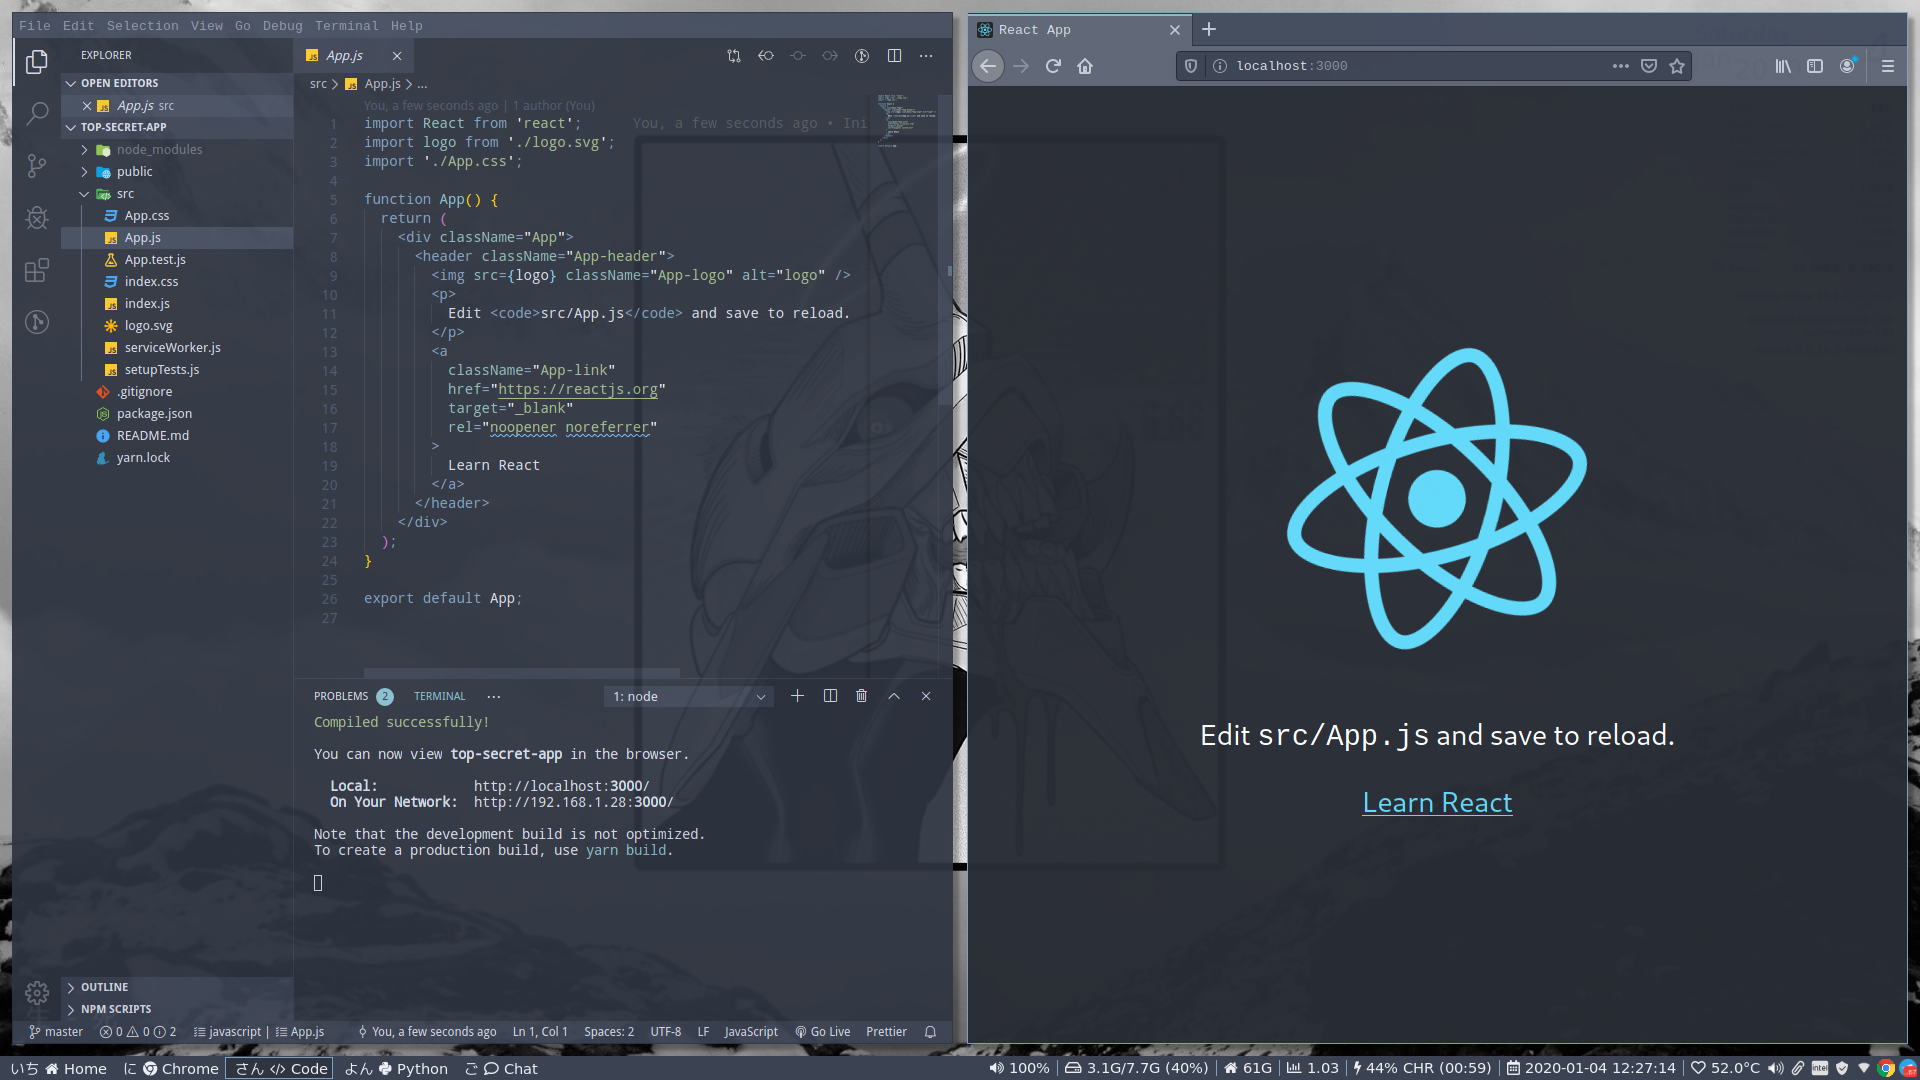 File Edit Selection View Go Debug Terminal Help
EXPLORER
OPEN EDITORS
App.js src
TOP-SECRET-APP
node_modules
public
src
App.css
App.js
App.test.js
index.css
index.js
logo.svg
serviceWorker.js
setupTests.js
.gitignore
package.json
README.md
yarn.lock
OUTLINE
NPM SCRIPTS
App.js
src > App.js > ...
You, a few seconds ago | 1 author (You)
1 import React from 'react'; You, a few seconds ago • Ini
2 import logo from './logo.svg';
3 import './App.css';
4
5 function App() {
6 return (
7 <div className="App">
8 <header className="App-header">
9 <img src={logo} className="App-logo" alt="logo" />
10 <p>
11 Edit <code>src/App.js</code> and save to reload.
12 </p>
13 <a
14 className="App-link"
15 href="https://reactjs.org"
16 target="_blank"
17 rel="noopener noreferrer"
18 >
19 Learn React
20 </a>
21 </header>
22 </div>
23 );
24 }
25
26 export default App;
27
PROBLEMS 2 TERMINAL ... 1: node
Compiled successfully!
You can now view top-secret-app in the browser.
Local: http://localhost:3000/
On Your Network: http://192.168.1.28:3000/
Note that the development build is not optimized.
To create a production build, use yarn build.
master 0 0 2 javascript | App.js You, a few seconds ago Ln 1, Col 1 Spaces: 2 UTF-8 LF JavaScript Go Live Prettier
React App
localhost:3000
Edit src/App.js and save to reload.
Learn React
いち Home に Chrome さん Code よん Python ご Chat 100% 3.1G/7.7G (40%) 61G 1.03 44% CHR (00:59) 2020-01-04 12:27:14 52.0°C intel